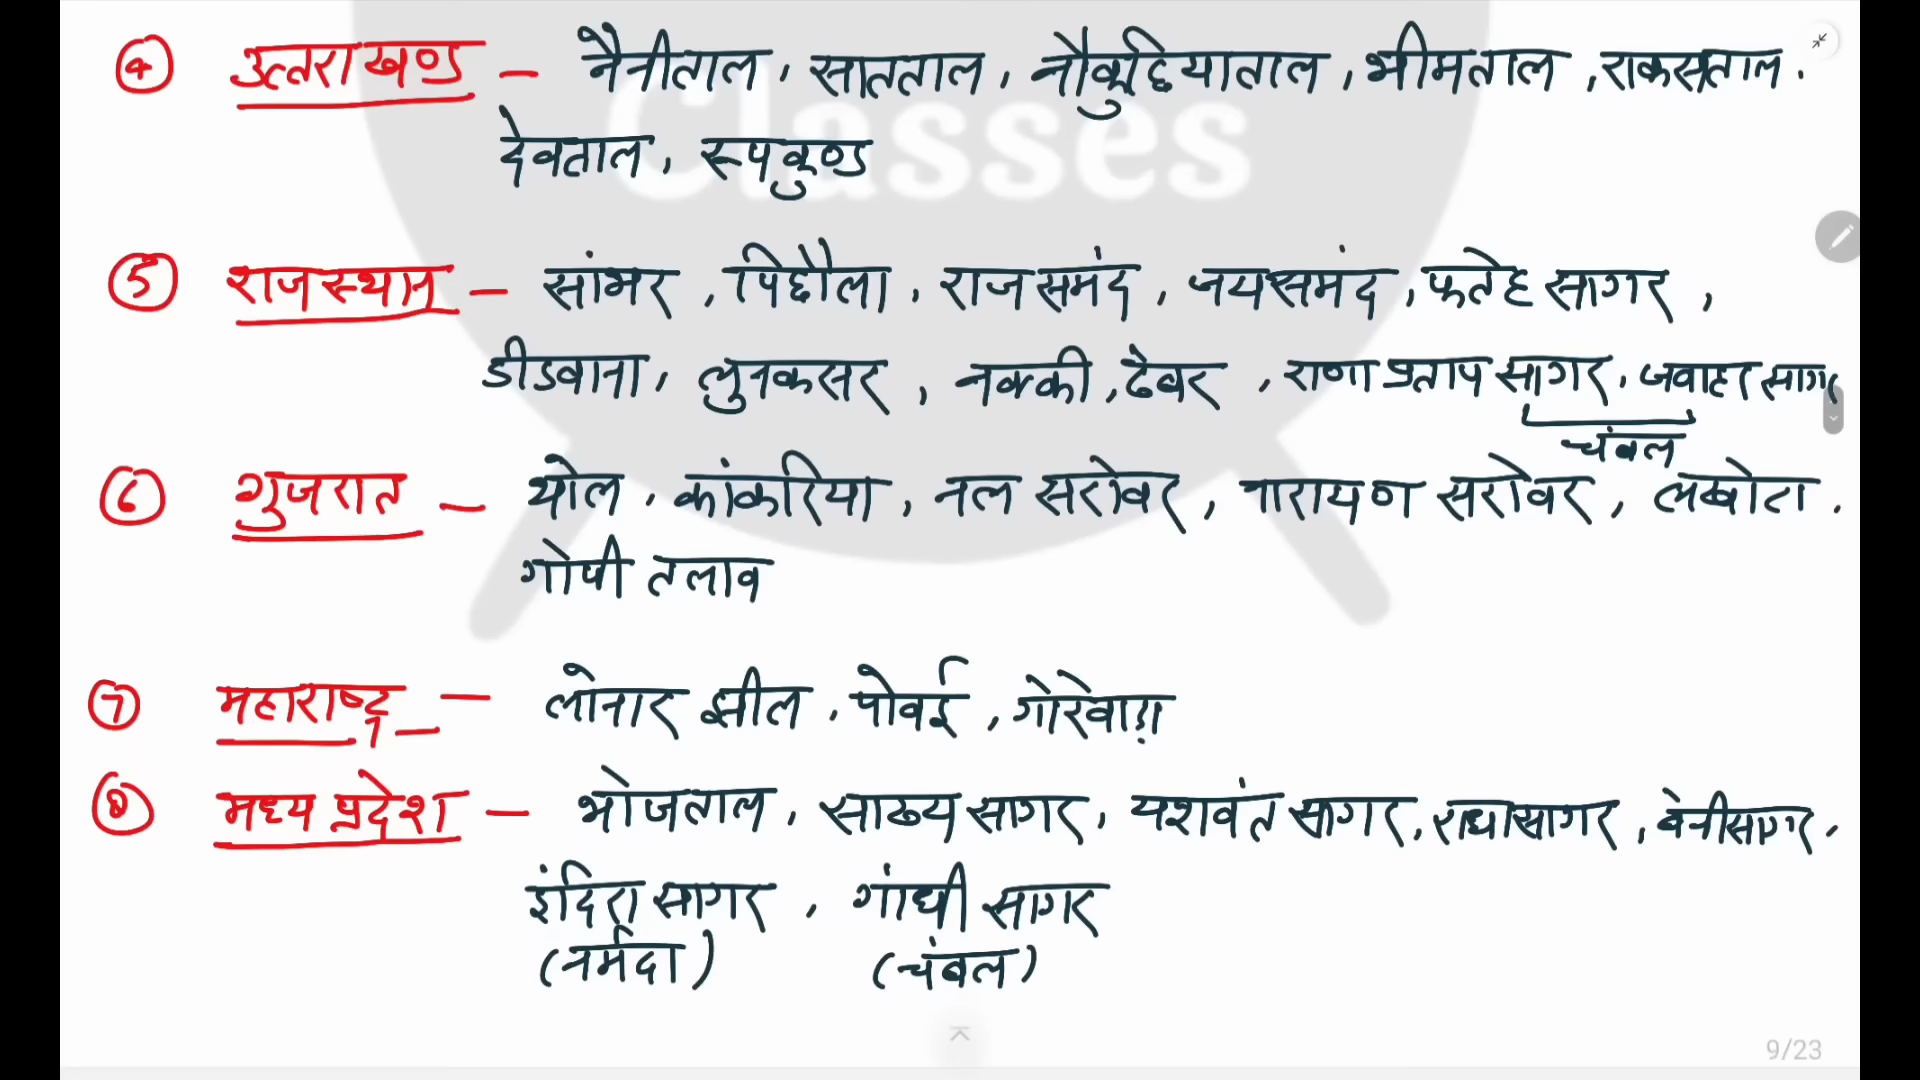 ④ उत्तराखण्ड – नैनीताल, सातताल, नौकुछियाताल, भीमताल, राकसताल,
देवताल, रूपकुण्ड
⑤ राजस्थान – सांभर, पिछौला, राजसमंद, जयसमंद, फतेह सागर,
डीडवाना, लुनकसर, नक्की, ढेबर, राणा प्रताप सागर, जवाहर सागर
चंबल
⑥ गुजरात – थोल, कांकरिया, नल सरोवर, नारायण सरोवर, लखोटा,
गोपी तलाव
⑦ महाराष्ट्र – लोनार झील, पोवई, गोरेवाड़ा
⑧ मध्य प्रदेश – भोजताल, साख्य सागर, यशवंत सागर, राधासागर, बेनीसागर,
इंदिरा सागर, गांधी सागर
(नर्मदा) (चंबल)
Classes
9/23